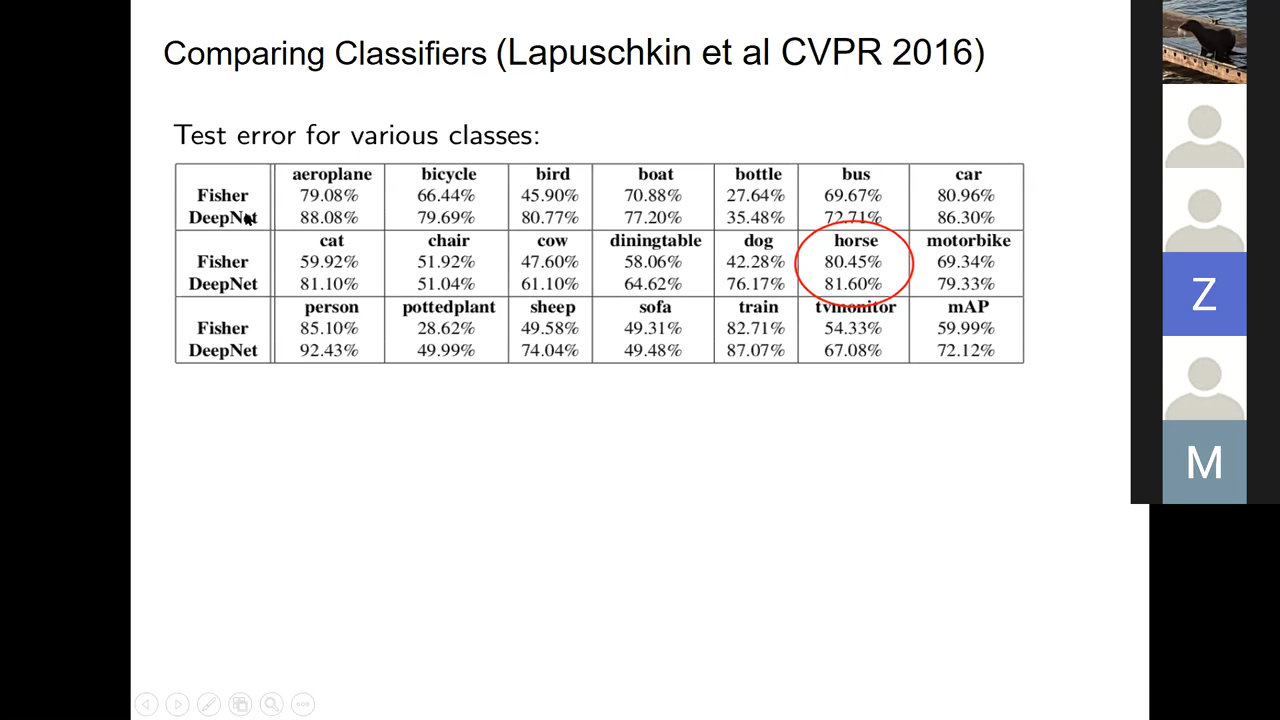 Comparing Classifiers (Lapuschkin et al CVPR 2016)
Test error for various classes:
aeroplane bicycle bird boat bottle bus car
Fisher 79.08% 66.44% 45.90% 70.88% 27.64% 69.67% 80.96%
DeepNet 88.08% 79.69% 80.77% 77.20% 35.48% 72.71% 86.30%
cat chair cow diningtable dog horse motorbike
Fisher 59.92% 51.92% 47.60% 58.06% 42.28% 80.45% 69.34%
DeepNet 81.10% 51.04% 61.10% 64.62% 76.17% 81.60% 79.33%
person pottedplant sheep sofa train tvmonitor mAP
Fisher 85.10% 28.62% 49.58% 49.31% 82.71% 54.33% 59.99%
DeepNet 92.43% 49.99% 74.04% 49.48% 87.07% 67.08% 72.12%
Z
M